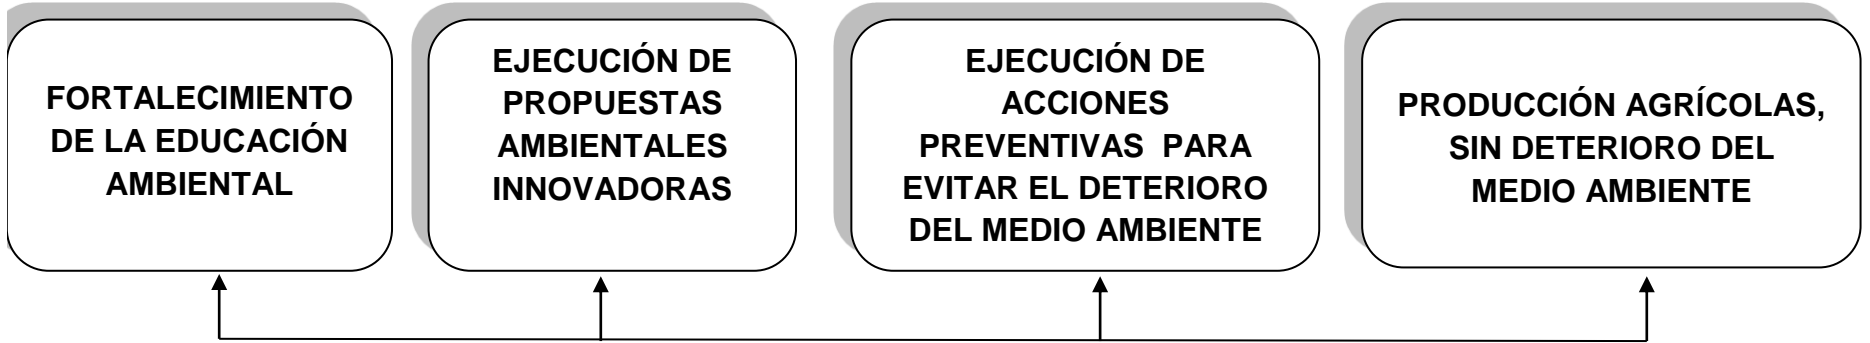 FORTALECIMIENTO
DE LA EDUCACIÓN
AMBIENTAL
EJECUCIÓN DE
PROPUESTAS
AMBIENTALES
INNOVADORAS
EJECUCIÓN DE
ACCIONES
PREVENTIVAS  PARA
EVITAR EL DETERIORO
DEL MEDIO AMBIENTE
PRODUCCIÓN AGRÍCOLAS,
SIN DETERIORO DEL
MEDIO AMBIENTE